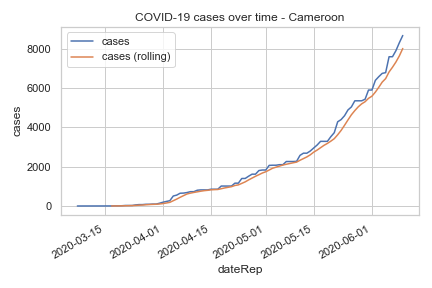 COVID-19 cases over time - Cameroon
cases
cases (rolling)
8000
6000
4000
2000
0
cases
2020-03-15
2020-04-01
2020-04-15
2020-05-01
2020-05-15
2020-06-01
dateRep